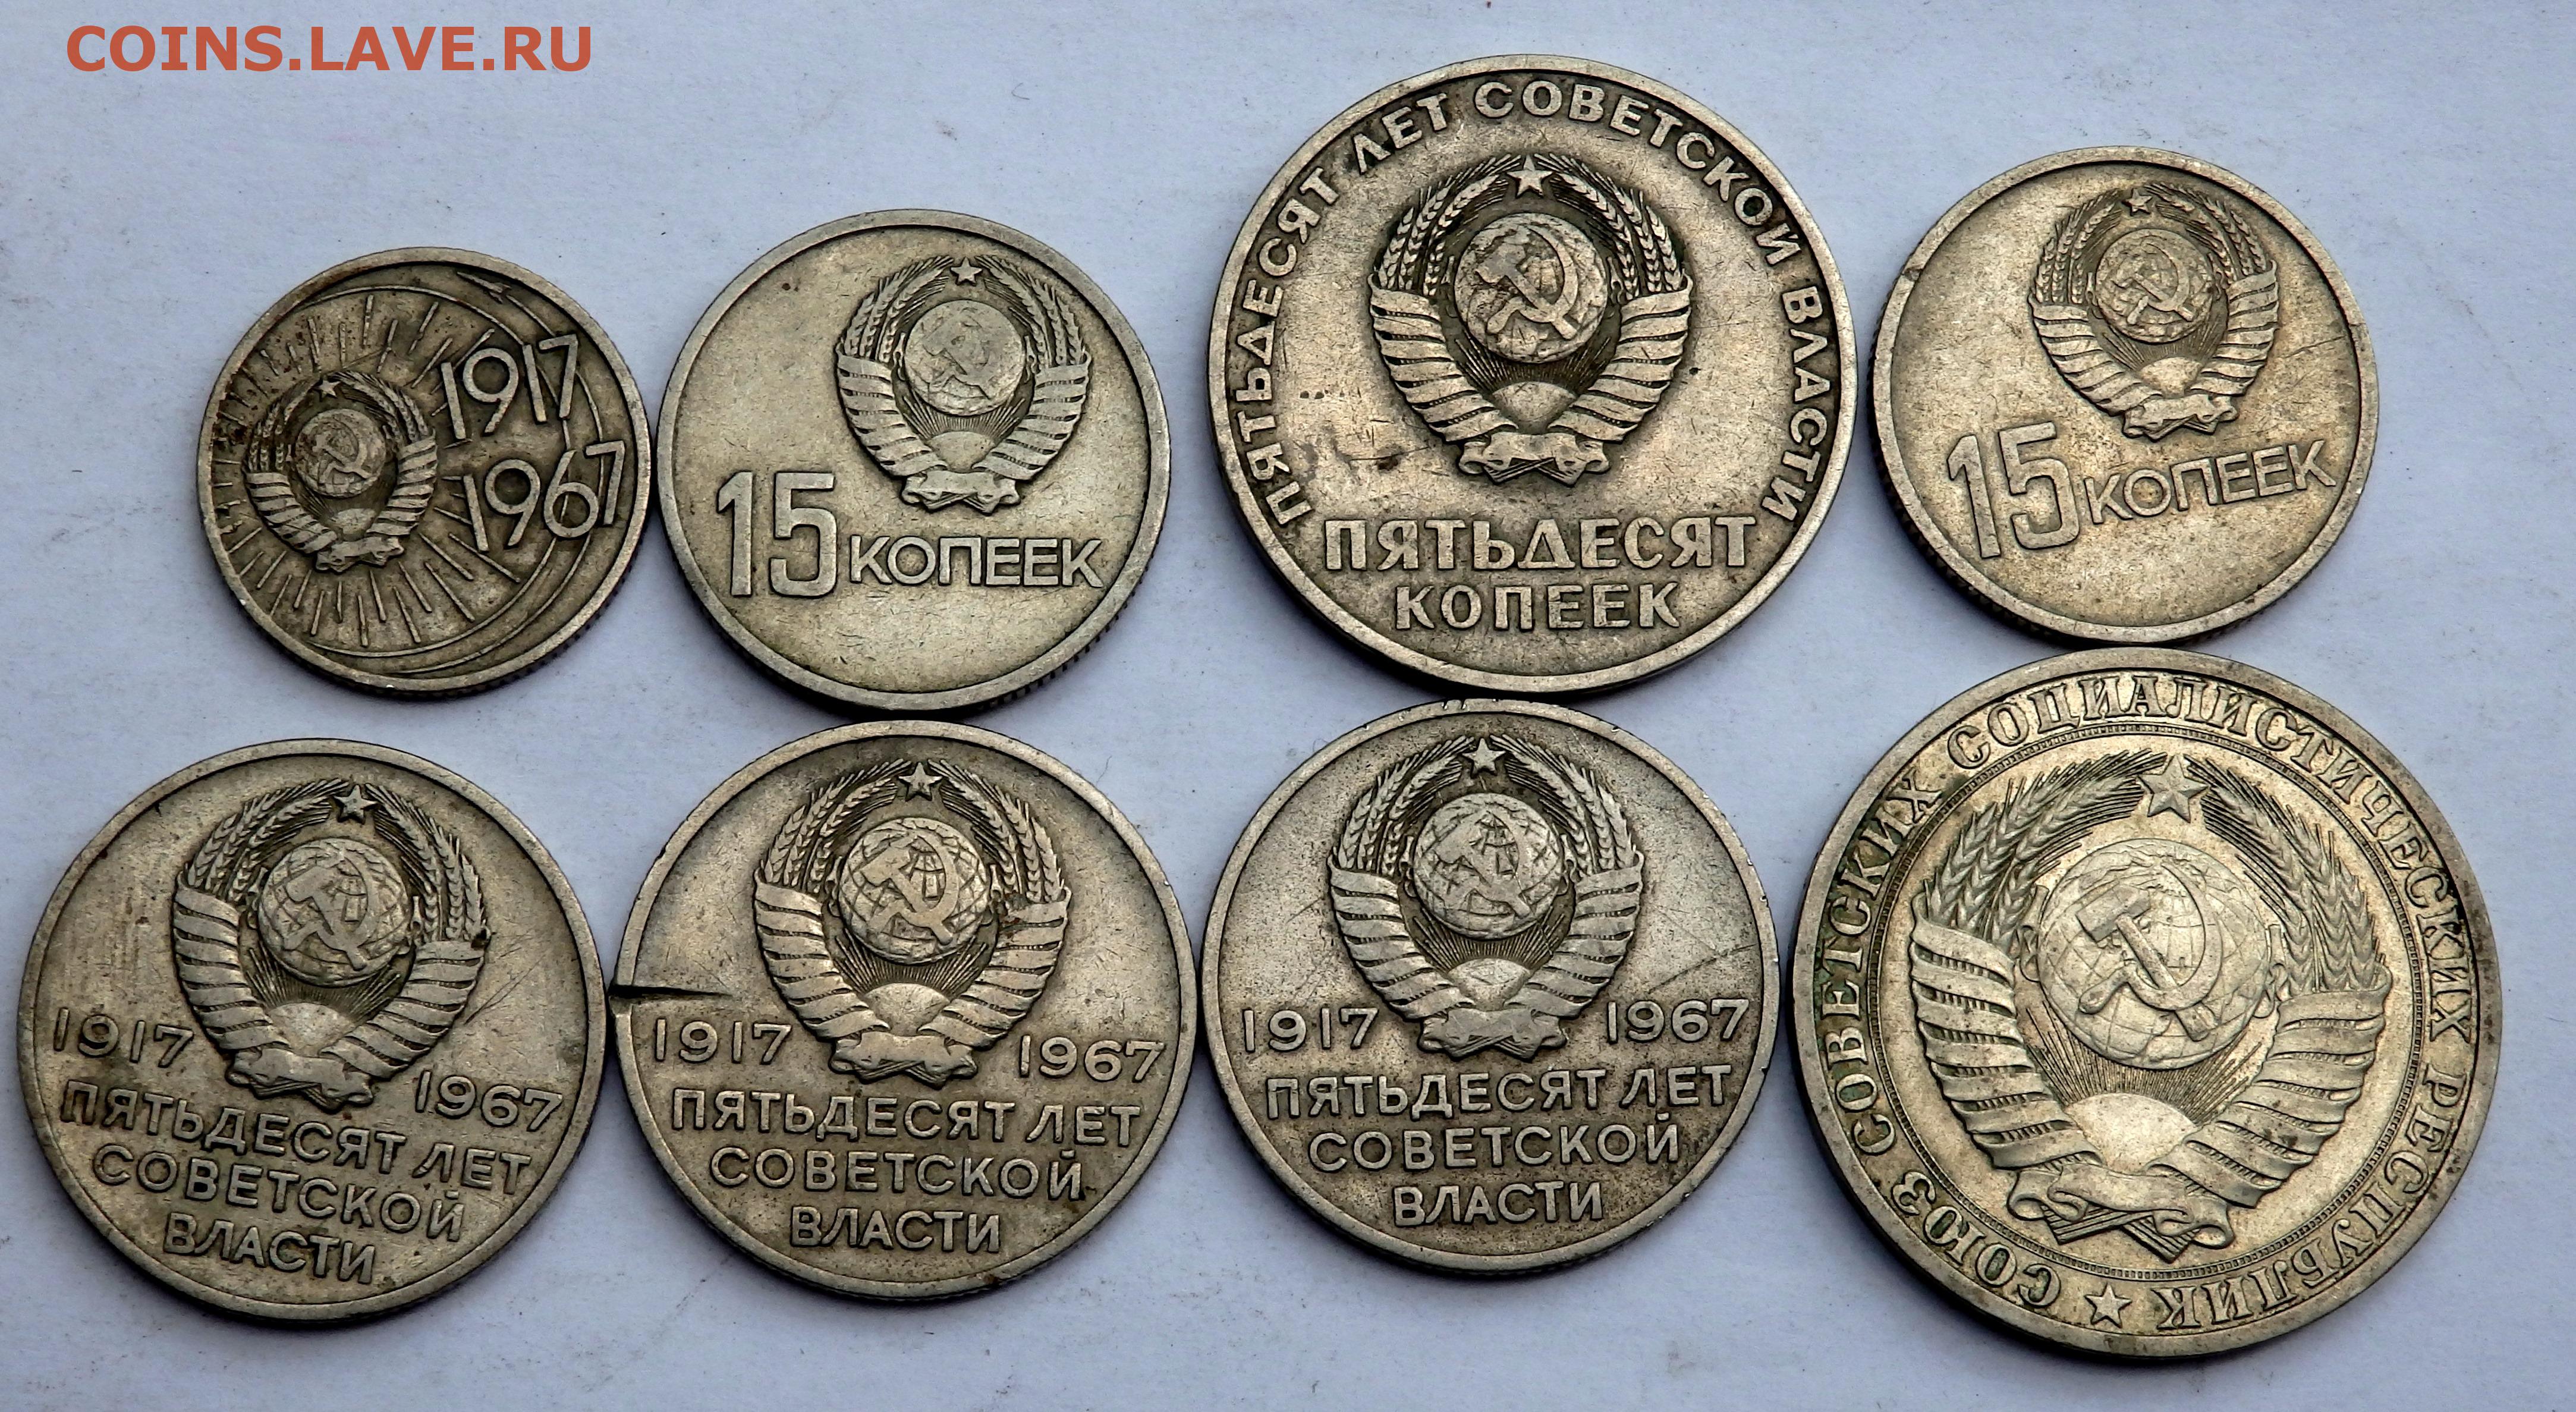 COINS.LAVE.RU
1917
1967
15 КОПЕЕК
ПЯТЬДЕСЯТ ЛЕТ СОВЕТСКОЙ ВЛАСТИ
ПЯТЬДЕСЯТ
КОПЕЕК
15 КОПЕЕК
1917 1967
ПЯТЬДЕСЯТ ЛЕТ
СОВЕТСКОЙ
ВЛАСТИ
1917 1967
ПЯТЬДЕСЯТ ЛЕТ
СОВЕТСКОЙ
ВЛАСТИ
1917 1967
ПЯТЬДЕСЯТ ЛЕТ
СОВЕТСКОЙ
ВЛАСТИ
СОЮЗ СОВЕТСКИХ СОЦИАЛИСТИЧЕСКИХ РЕСПУБЛИК